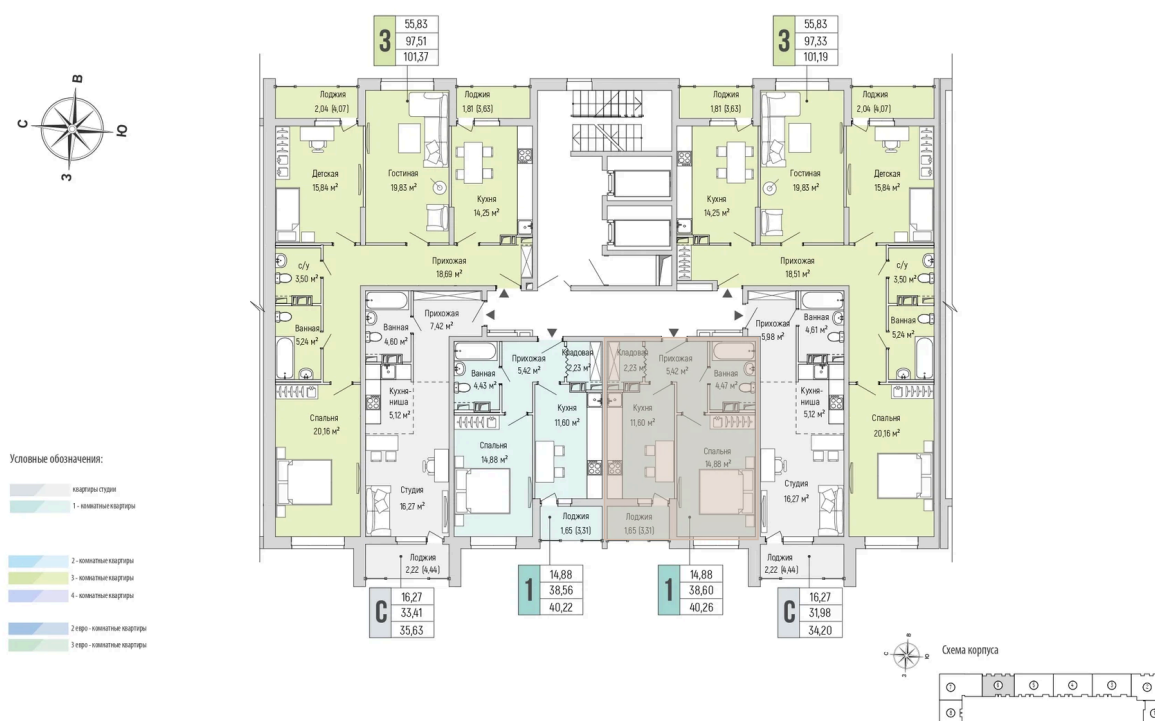 3
55,83
97,51
101,37
3
55,83
97,33
101,19
В
С
Ю
З
Лоджия
2,04 (4,07)
Лоджия
1,81 (3,63)
Лоджия
1,81 (3,63)
Лоджия
2,04 (4,07)
Детская
15,84 м²
Гостиная
19,83 м²
Кухня
14,25 м²
Кухня
14,25 м²
Гостиная
19,83 м²
Детская
15,84 м²
с/у
3,50 м²
Прихожая
18,69 м²
Прихожая
18,51 м²
с/у
3,50 м²
Ванная
5,24 м²
Ванная
4,60 м²
Прихожая
7,42 м²
Прихожая
5,98 м²
Ванная
4,61 м²
Ванная
5,24 м²
Ванная
4,43 м²
Прихожая
5,42 м²
Кладовая
2,23 м²
Кладовая
2,23 м²
Прихожая
5,42 м²
Ванная
4,47 м²
Кухня-
ниша
5,12 м²
Кухня-
ниша
5,12 м²
Спальня
20,16 м²
Кухня
11,60 м²
Кухня
11,60 м²
Спальня
20,16 м²
Спальня
14,88 м²
Спальня
14,88 м²
Студия
16,27 м²
Студия
16,27 м²
Лоджия
1,65 (3,31)
Лоджия
1,65 (3,31)
Лоджия
2,22 (4,44)
Лоджия
2,22 (4,44)
С
16,27
33,41
35,63
1
14,88
38,56
40,22
1
14,88
38,60
40,26
С
16,27
31,98
34,20
Условные обозначения:
квартиры студии
1 - комнатные квартиры
2 - комнатные квартиры
3 - комнатные квартиры
4 - комнатные квартиры
2 евро - комнатные квартиры
3 евро - комнатные квартиры
В
С
Ю
З
Схема корпуса
7
6
5
4
3
2
8